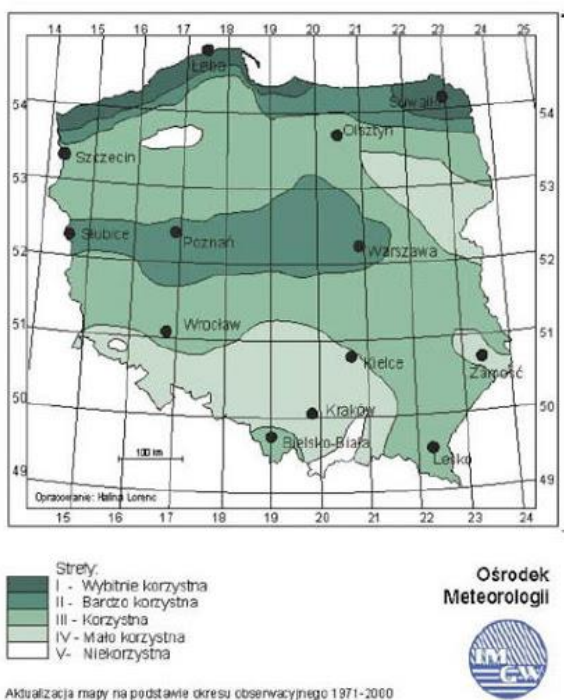 14 15 16 17 18 19 20 21 22 23 24 25
Łeba
54
Suwałki
54
Olsztyn
Szczecin
53
53
Słubice
Poznań
Warszawa
52
52
Wrocław
51
51
Kielce
Zamość
50
Kraków
50
Bielsko-Biała
Lesko
100 km
49
49
Opracowanie: Halina Lorenc
15 16 17 18 19 20 21 22 23 24
Strefy:
I - Wybitnie korzystna
II - Bardzo korzystna
III - Korzystna
IV - Mało korzystna
V- Niekorzystna
Ośrodek
Meteorologii
IM
GW
Aktualizacja mapy na podstawie okresu obserwacyjnego 1971-2000